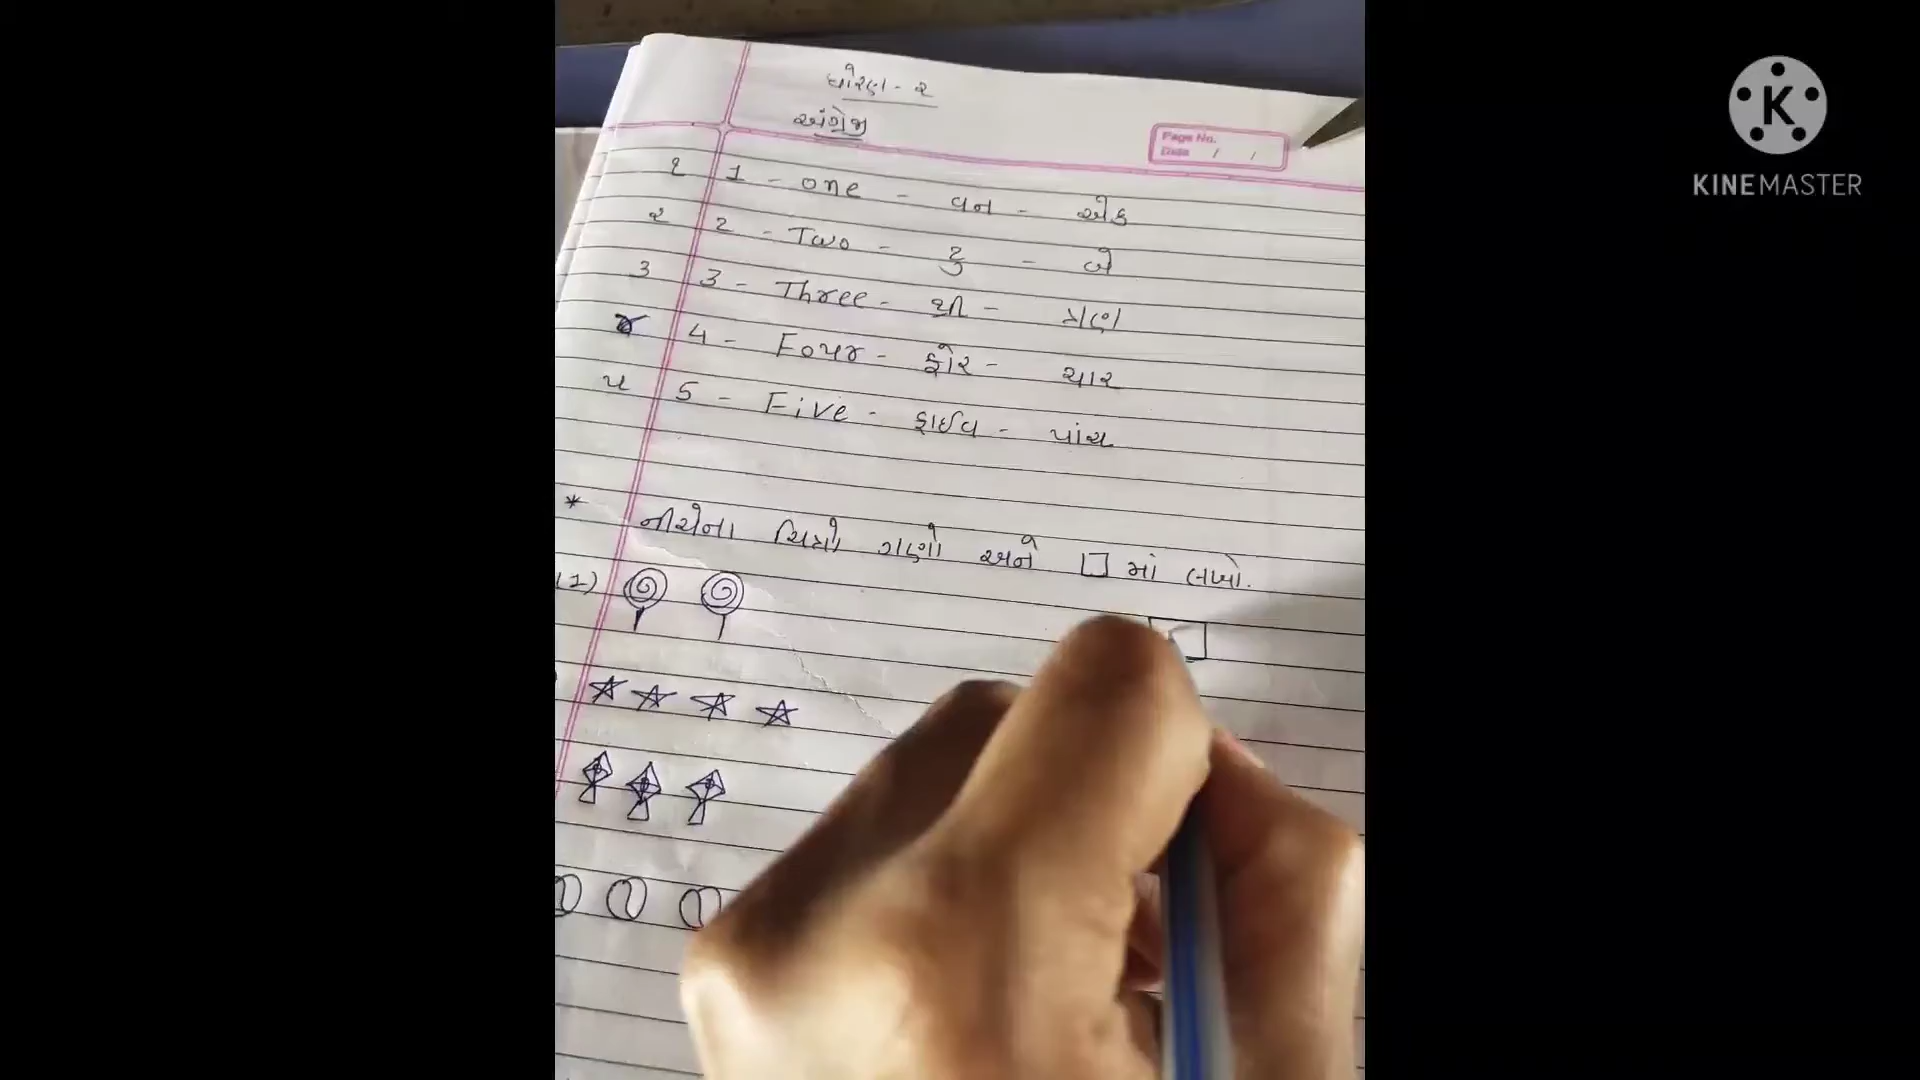 ધોરણ - ૨
અંગ્રેજી
Page No.
Date / /
૧ 1 - one - વન - એક
૨ 2 - Two - ટુ - બે
૩ 3 - Three - થ્રી - ત્રણ
૪ 4 - Four - ફોર - ચાર
૫ 5 - Five - ફાઈવ - પાંચ
* નીચેના ચિત્રો ગણો અને □ માં લખો.
(1)
K
KINEMASTER